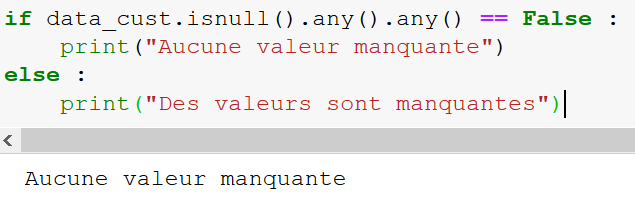 if data_cust.isnull().any().any() == False :
    print("Aucune valeur manquante")
else :
    print("Des valeurs sont manquantes")
Aucune valeur manquante